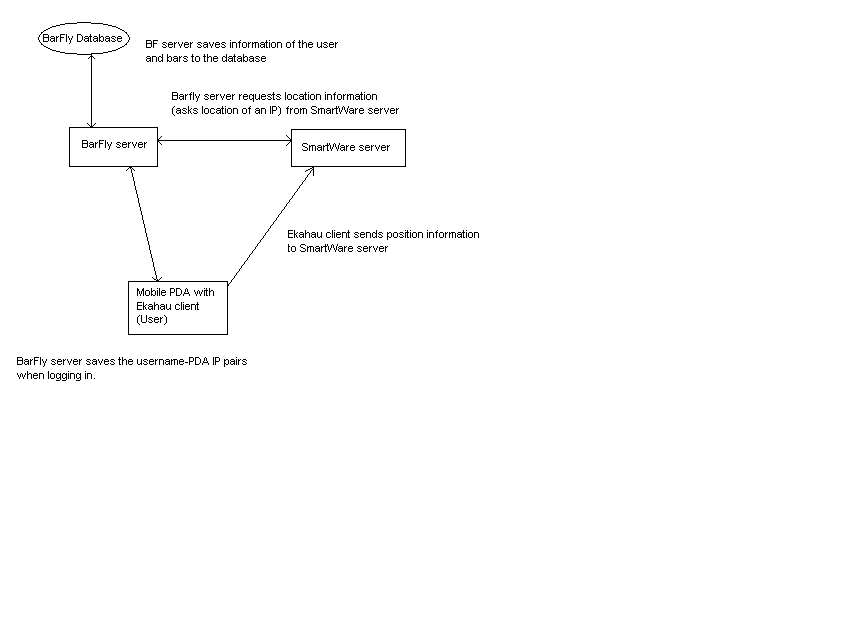 BarFly Database
BF server saves information of the user
and bars to the database
Barfly server requests location information
(asks location of an IP) from SmartWare server
BarFly server
SmartWare server
Ekahau client sends position information
to SmartWare server
Mobile PDA with
Ekahau client
(User)
BarFly server saves the username-PDA IP pairs
when logging in.